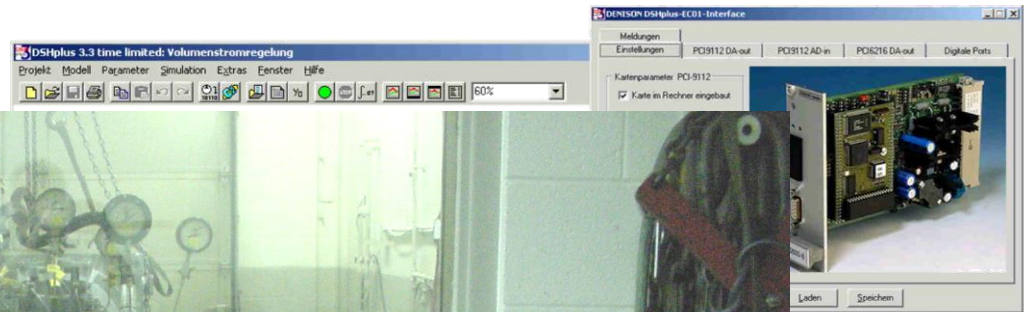 DSHplus 3.3 time limited: Volumenstromregelung
Projekt Modell Parameter Simulation Extras Fenster Hilfe
60%
DENISON DSHplus-EC01-Interface
Meldungen
Einstellungen PCI9112 DA-out PCI9112 AD-in PCI6216 DA-out Digitale Ports
Kartenparameter PCI-9112
Karte im Rechner eingebaut
Laden Speichern